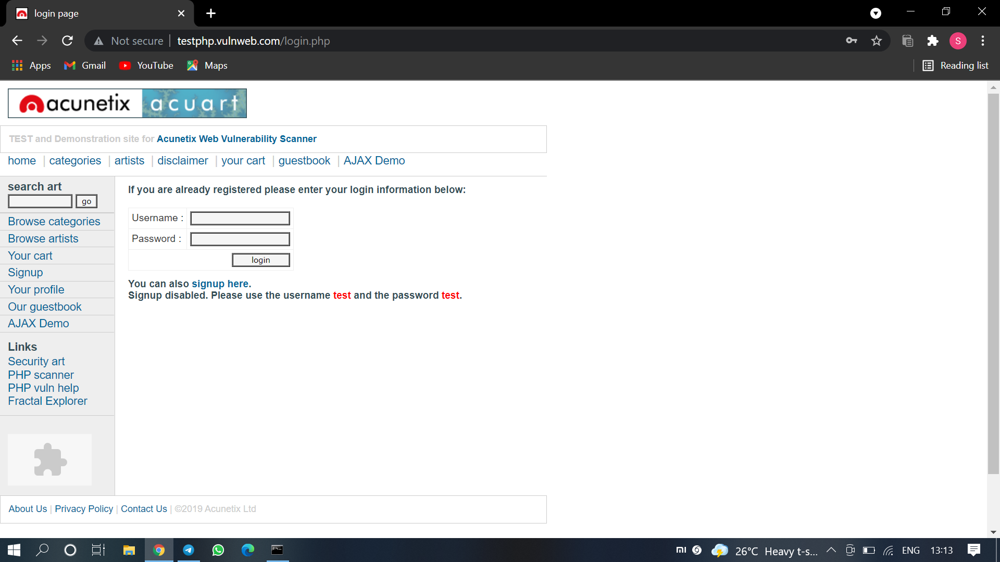 login page
Not secure testphp.vulnweb.com/login.php
S
Apps Gmail YouTube Maps Reading list
acunetix acuart
TEST and Demonstration site for Acunetix Web Vulnerability Scanner
home | categories | artists | disclaimer | your cart | guestbook | AJAX Demo
search art
go
Browse categories
Browse artists
Your cart
Signup
Your profile
Our guestbook
AJAX Demo
Links
Security art
PHP scanner
PHP vuln help
Fractal Explorer
If you are already registered please enter your login information below:
Username :
Password :
login
You can also signup here.
Signup disabled. Please use the username test and the password test.
About Us | Privacy Policy | Contact Us | ©2019 Acunetix Ltd
26°C Heavy t-s... ENG 13:13